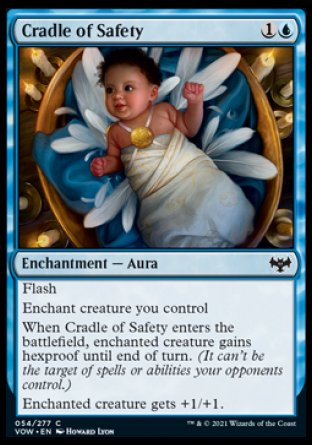 Cradle of Safety 1
Enchantment — Aura
Flash
Enchant creature you control
When Cradle of Safety enters the
battlefield, enchanted creature gains
hexproof until end of turn. (It can't be
the target of spells or abilities your opponents
control.)
Enchanted creature gets +1/+1.
054/277 C
VOW • EN Howard Lyon
™ & © 2021 Wizards of the Coast